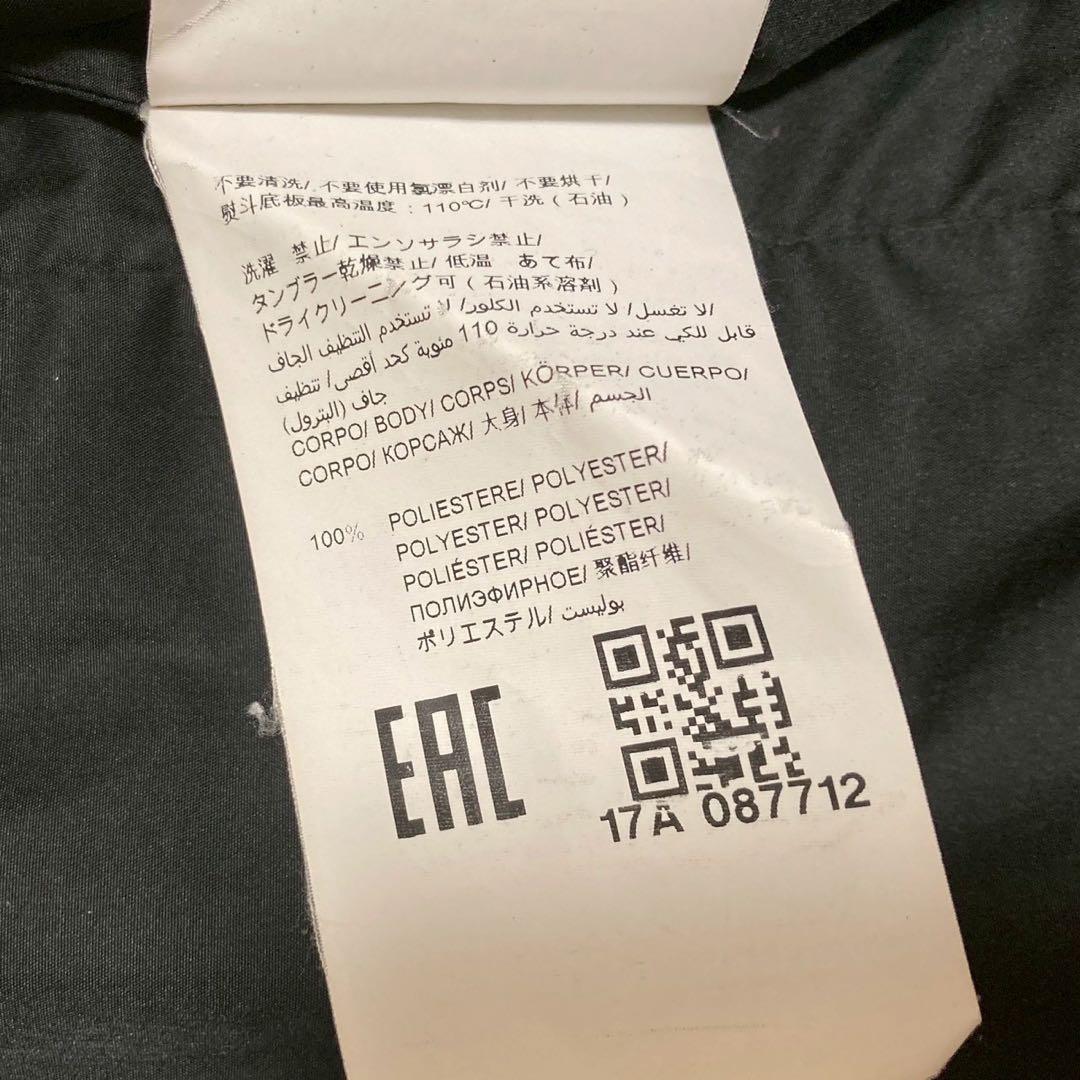 不要清洗/ 不要使用氯漂白剂/ 不要烘干/
熨斗底板最高温度 : 110℃/ 干洗 ( 石油 )
洗濯 禁止/ エンソサラシ禁止/
タンブラー乾燥禁止/ 低温 あて布/
ドライクリーニング可 ( 石油系溶剤 )
لا تغسل/ لا تستخدم الكلور/ لا تستخدم التنظيف الجاف/
قابل للكي عند درجة حرارة 110 مئوية كحد أقصى/ تنظيف
جاف (البترول)
CORPO/ BODY/ CORPS/ KÖRPER/ CUERPO/
CORPO/ КОРСАЖ/ 大身/ 本体/ الجسم
100% POLIESTERE/ POLYESTER/
POLYESTER/ POLYESTER/
POLIÉSTER/ POLIÉSTER/
ПОЛИЭФИРНОЕ/ 聚酯纤维/
ポリエステル/ بوليست
EAC
17A 087712